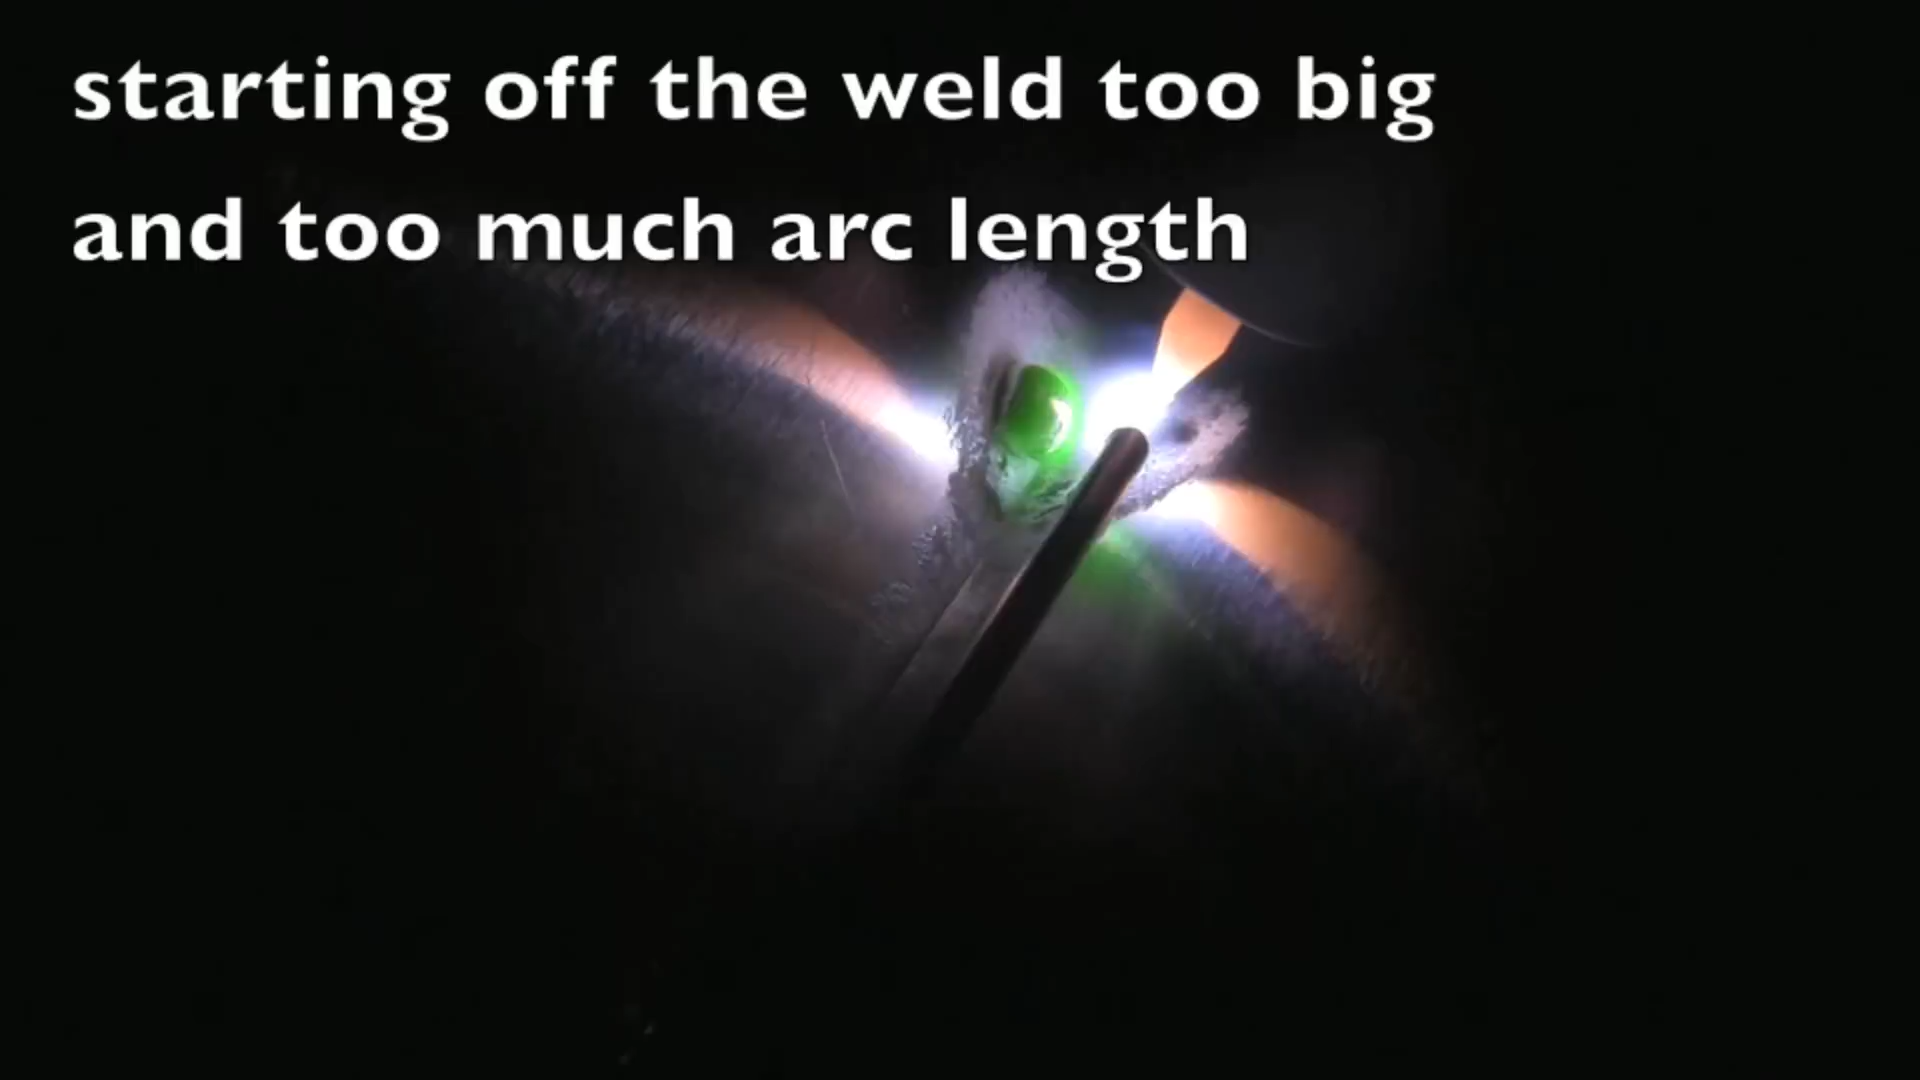 starting off the weld too big
and too much arc length